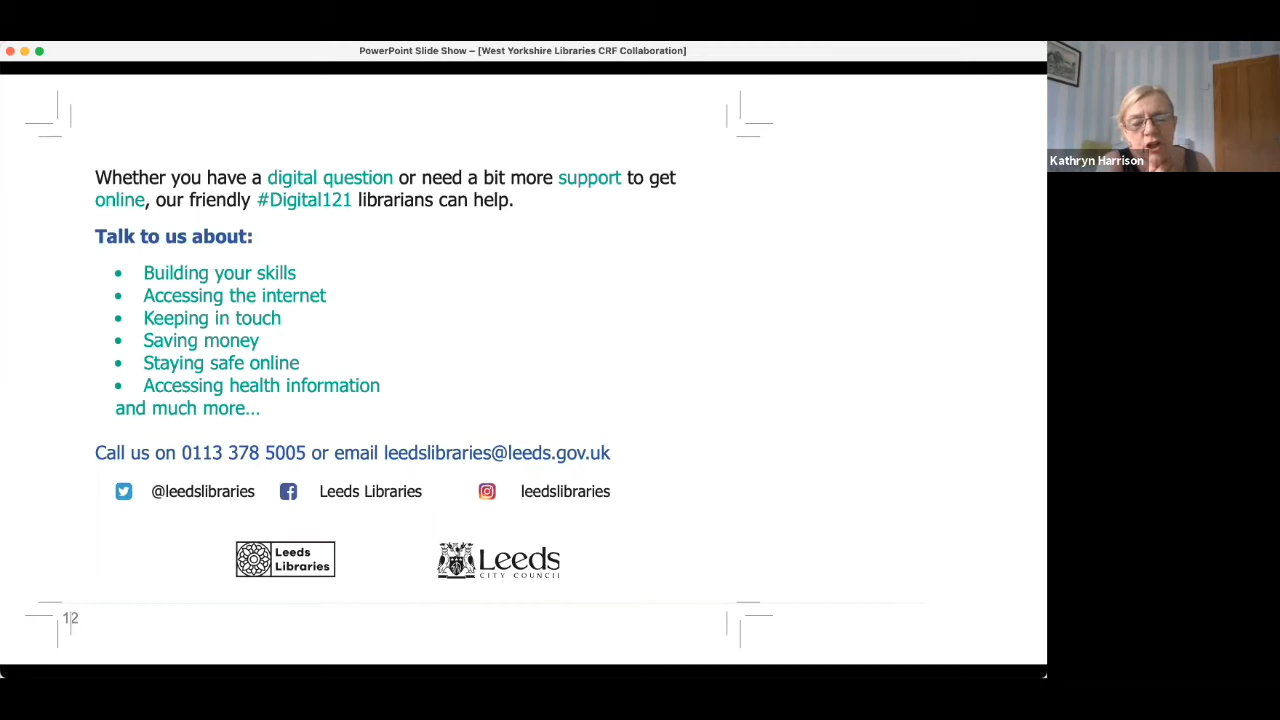 PowerPoint Slide Show – [West Yorkshire Libraries CRF Collaboration]
Kathryn Harrison
Whether you have a digital question or need a bit more support to get
online, our friendly #Digital121 librarians can help.
Talk to us about:
• Building your skills
• Accessing the internet
• Keeping in touch
• Saving money
• Staying safe online
• Accessing health information
and much more...
Call us on 0113 378 5005 or email leedslibraries@leeds.gov.uk
@leedslibraries Leeds Libraries leedslibraries
Leeds
Libraries
Leeds
CITY COUNCIL
12